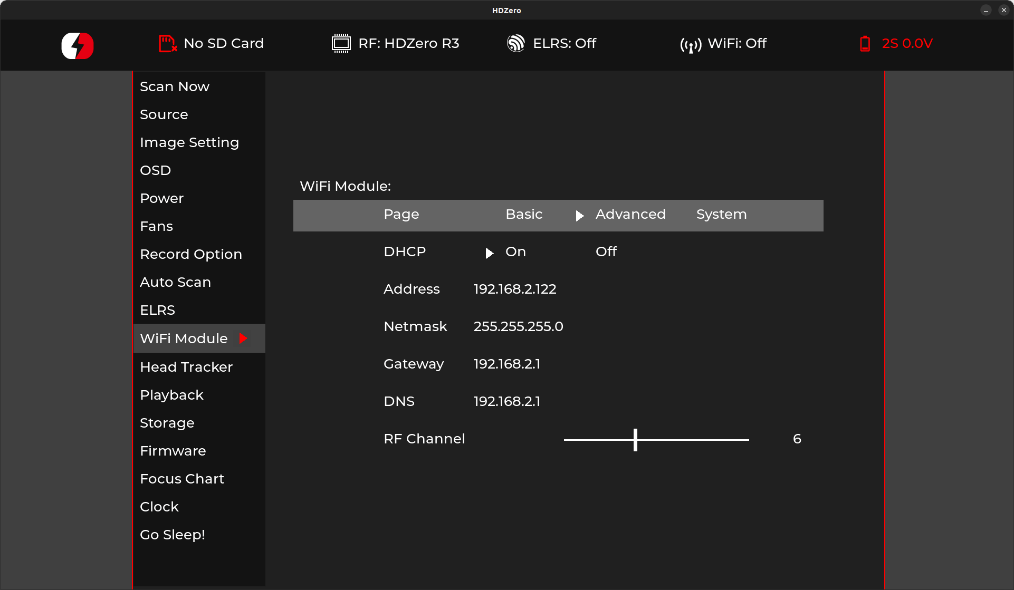 HDZero
No SD Card RF: HDZero R3 ELRS: Off WiFi: Off 2S 0.0V
Scan Now
Source
Image Setting
OSD
Power
Fans
Record Option
Auto Scan
ELRS
WiFi Module
Head Tracker
Playback
Storage
Firmware
Focus Chart
Clock
Go Sleep!
WiFi Module:
Page Basic Advanced System
DHCP On Off
Address 192.168.2.122
Netmask 255.255.255.0
Gateway 192.168.2.1
DNS 192.168.2.1
RF Channel 6